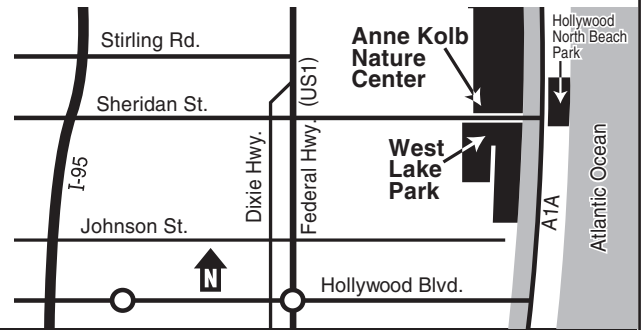 Stirling Rd.
Sheridan St.
I-95
Johnson St.
N
Dixie Hwy.
Federal Hwy. (US1)
Hollywood Blvd.
Anne Kolb
Nature
Center
West
Lake
Park
Hollywood
North Beach
Park
A1A
Atlantic Ocean